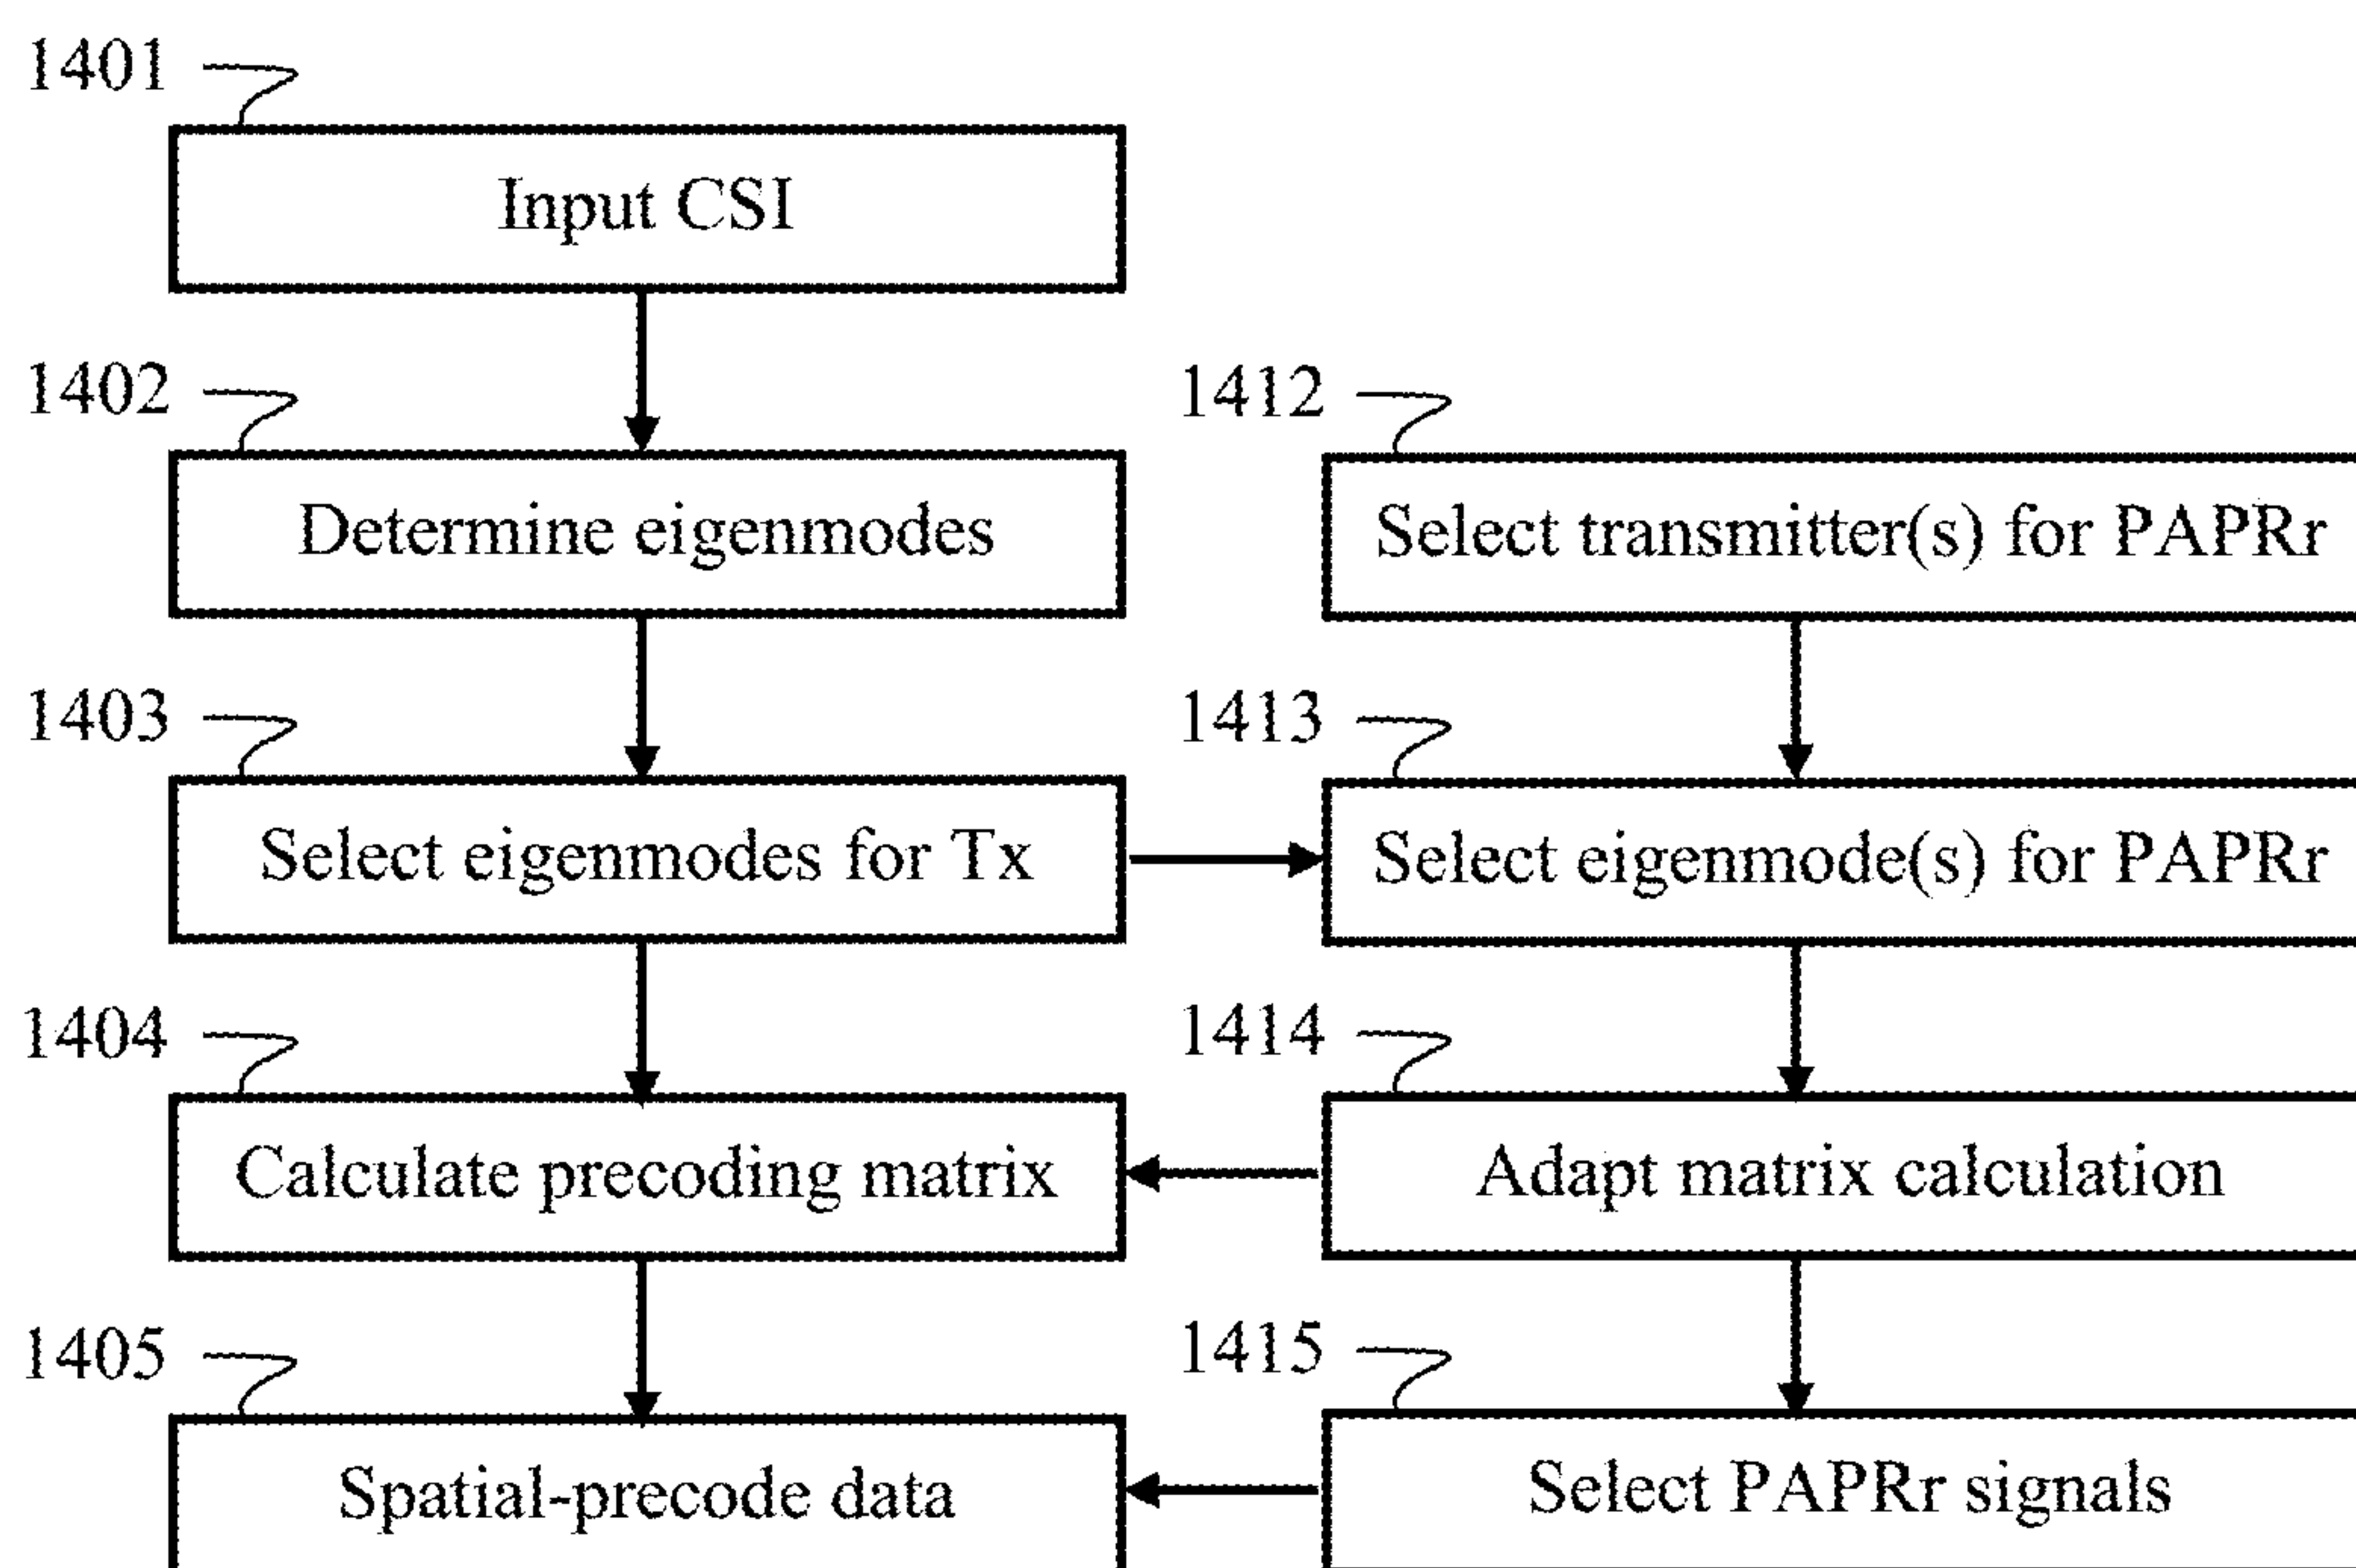 1401
Input CSI
1402
Determine eigenmodes
1412
Select transmitter(s) for PAPRr
1403
Select eigenmodes for Tx
1413
Select eigenmode(s) for PAPRr
1404
Calculate precoding matrix
1414
Adapt matrix calculation
1405
Spatial-precode data
1415
Select PAPRr signals